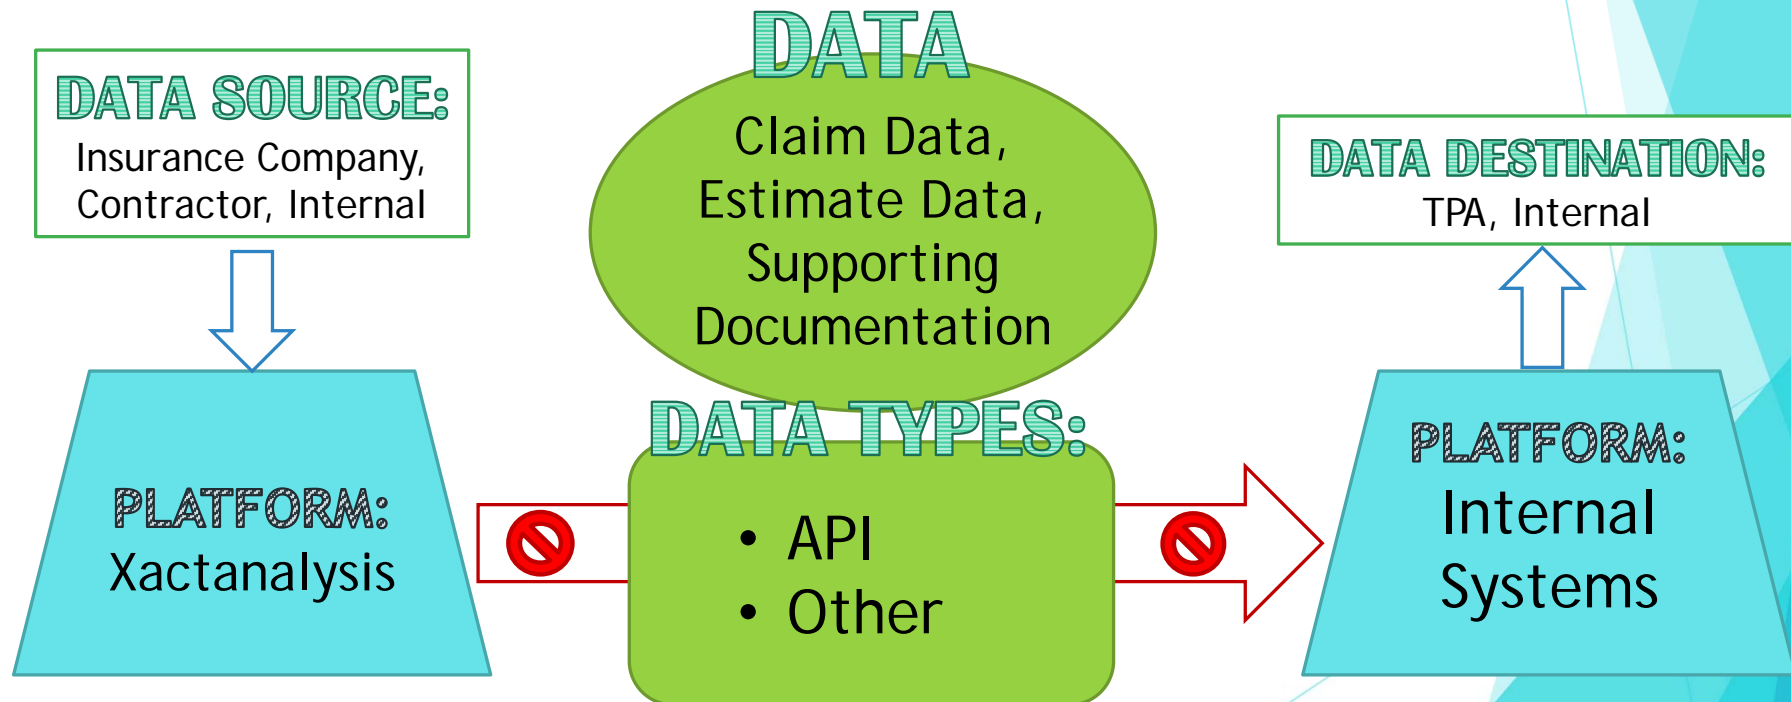 DATA SOURCE:
Insurance Company,
Contractor, Internal
PLATFORM:
Xactanalysis
DATA
Claim Data,
Estimate Data,
Supporting
Documentation
DATA TYPES:
• API
• Other
DATA DESTINATION:
TPA, Internal
PLATFORM:
Internal
Systems